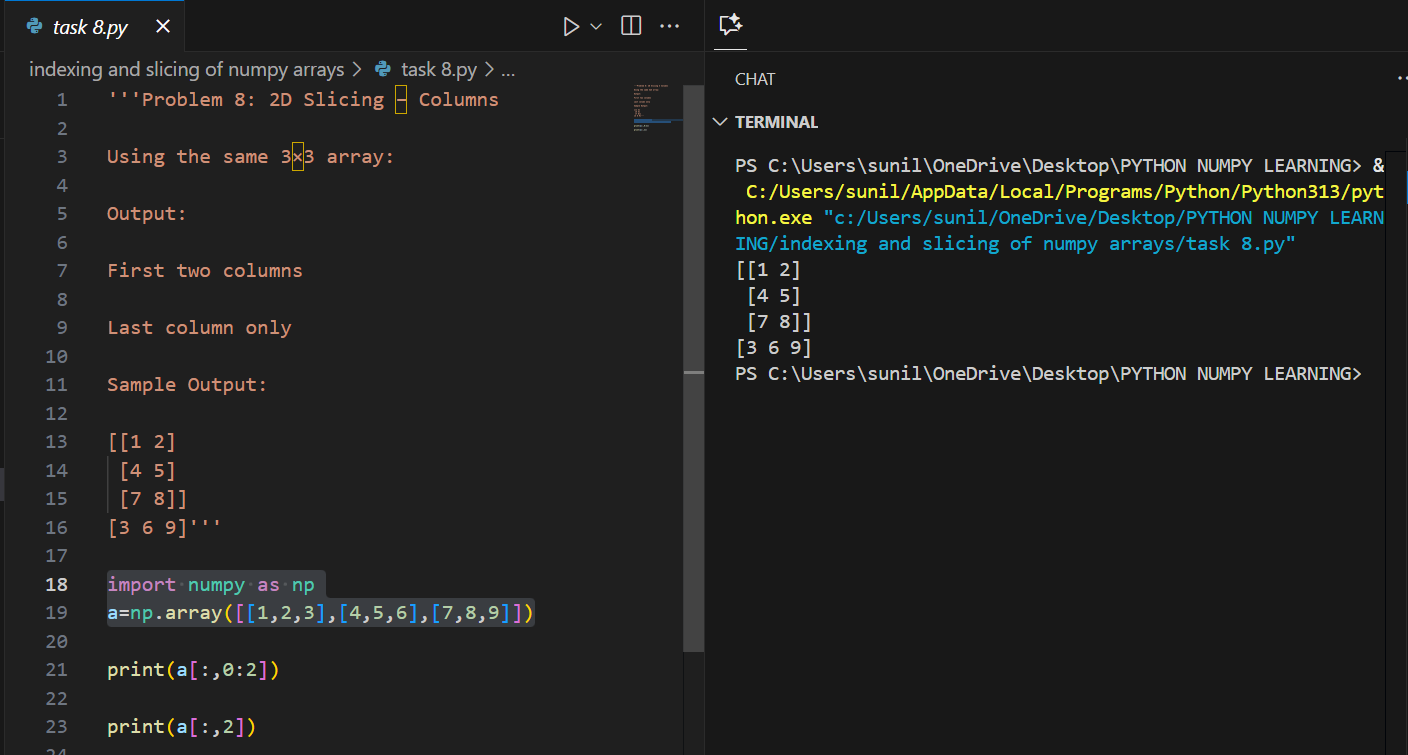 task 8.py
indexing and slicing of numpy arrays > task 8.py > ...
1 '''Problem 8: 2D Slicing – Columns
2
3 Using the same 3×3 array:
4
5 Output:
6
7 First two columns
8
9 Last column only
10
11 Sample Output:
12
13 [[1 2]
14  [4 5]
15  [7 8]]
16 [3 6 9]'''
17
18 import numpy as np
19 a=np.array([[1,2,3],[4,5,6],[7,8,9]])
20
21 print(a[:,0:2])
22
23 print(a[:,2])
24
CHAT
TERMINAL
PS C:\Users\sunil\OneDrive\Desktop\PYTHON NUMPY LEARNING> &
 C:/Users/sunil/AppData/Local/Programs/Python/Python313/pyt
hon.exe "c:/Users/sunil/OneDrive/Desktop/PYTHON NUMPY LEARN
ING/indexing and slicing of numpy arrays/task 8.py"
[[1 2]
 [4 5]
 [7 8]]
[3 6 9]
PS C:\Users\sunil\OneDrive\Desktop\PYTHON NUMPY LEARNING>